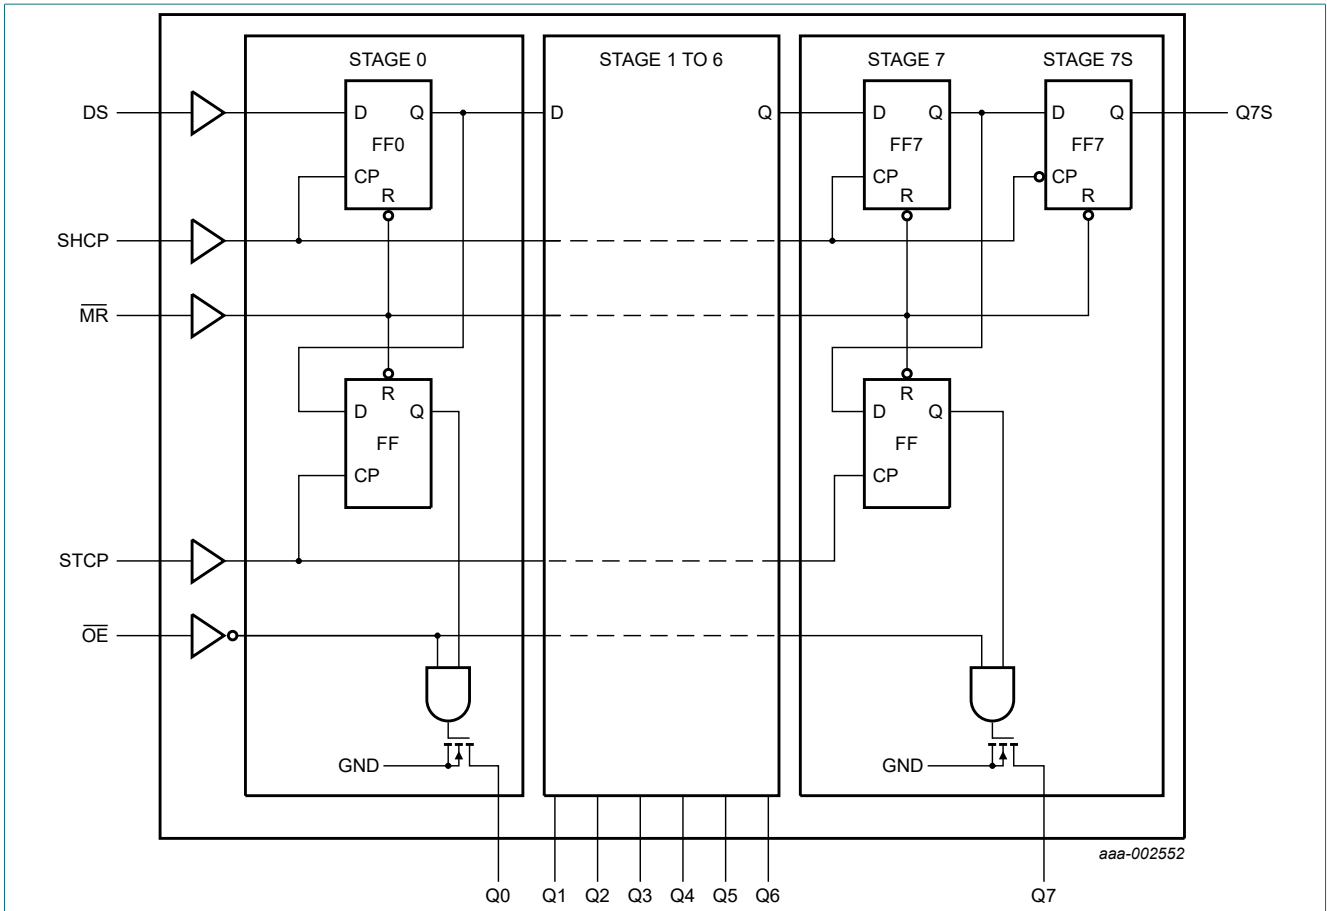 STAGE 0
STAGE 1 TO 6
STAGE 7
STAGE 7S
DS
D
Q
FF0
CP
R
D
Q
D
Q
FF7
CP
R
D
Q
FF7
CP
R
Q7S
SHCP
MR
R
D
Q
FF
CP
R
D
Q
FF
CP
STCP
OE
GND
GND
aaa-002552
Q0
Q1
Q2
Q3
Q4
Q5
Q6
Q7